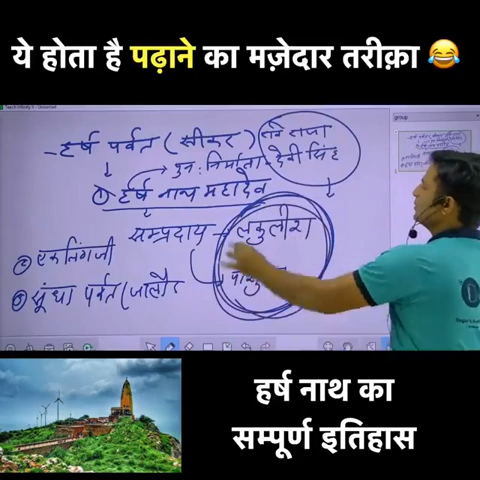 ये होता है पढ़ाने का मज़ेदार तरीक़ा 😂
group
- हर्ष पर्वत (सीकर)
→ पुन: निर्माता - देवी सिंह
① हर्ष नाथ महादेव
सम्प्रदाय → लकुलीश
② एकलिंगजी
③ सूंधा पर्वत (जालौर
हर्ष नाथ का
सम्पूर्ण इतिहास